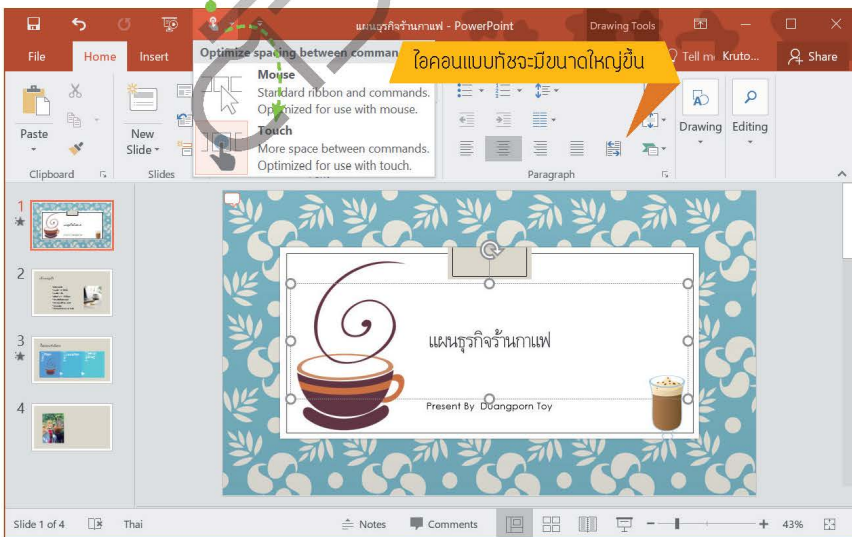 แผนธุรกิจร้านกาแฟ - PowerPoint
Drawing Tools
File
Home
Insert
Tell me
Kruto...
Share
Optimize spacing between comman
Mouse
Standard ribbon and commands.
Optimized for use with mouse.
Touch
More space between commands.
Optimized for use with touch.
ไอคอนแบบทัชจะมีขนาดใหญ่ขึ้น
Paste
New
Slide
Drawing
Editing
Clipboard
Slides
Paragraph
1
2
3
4
แผนธุรกิจร้านกาแฟ
Present By Duangporn Toy
Slide 1 of 4
Thai
Notes
Comments
43%